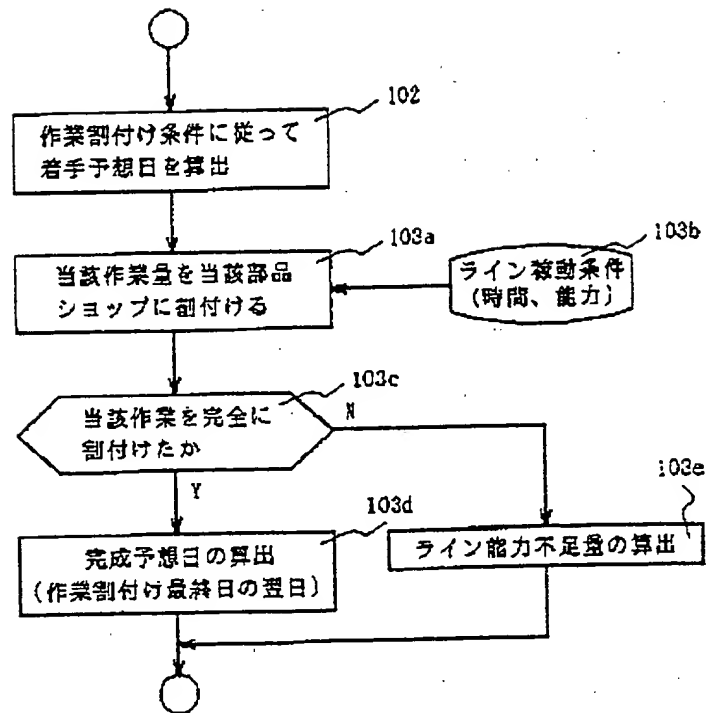 102
作業割付け条件に従って
着手予想日を算出
103a
当該作業量を当該部品
ショップに割付ける
103b
ライン稼動条件
(時間、能力)
103c
当該作業を完全に
割付けたか
N
Y
103d
完成予想日の算出
(作業割付け最終日の翌日)
103e
ライン能力不足量の算出